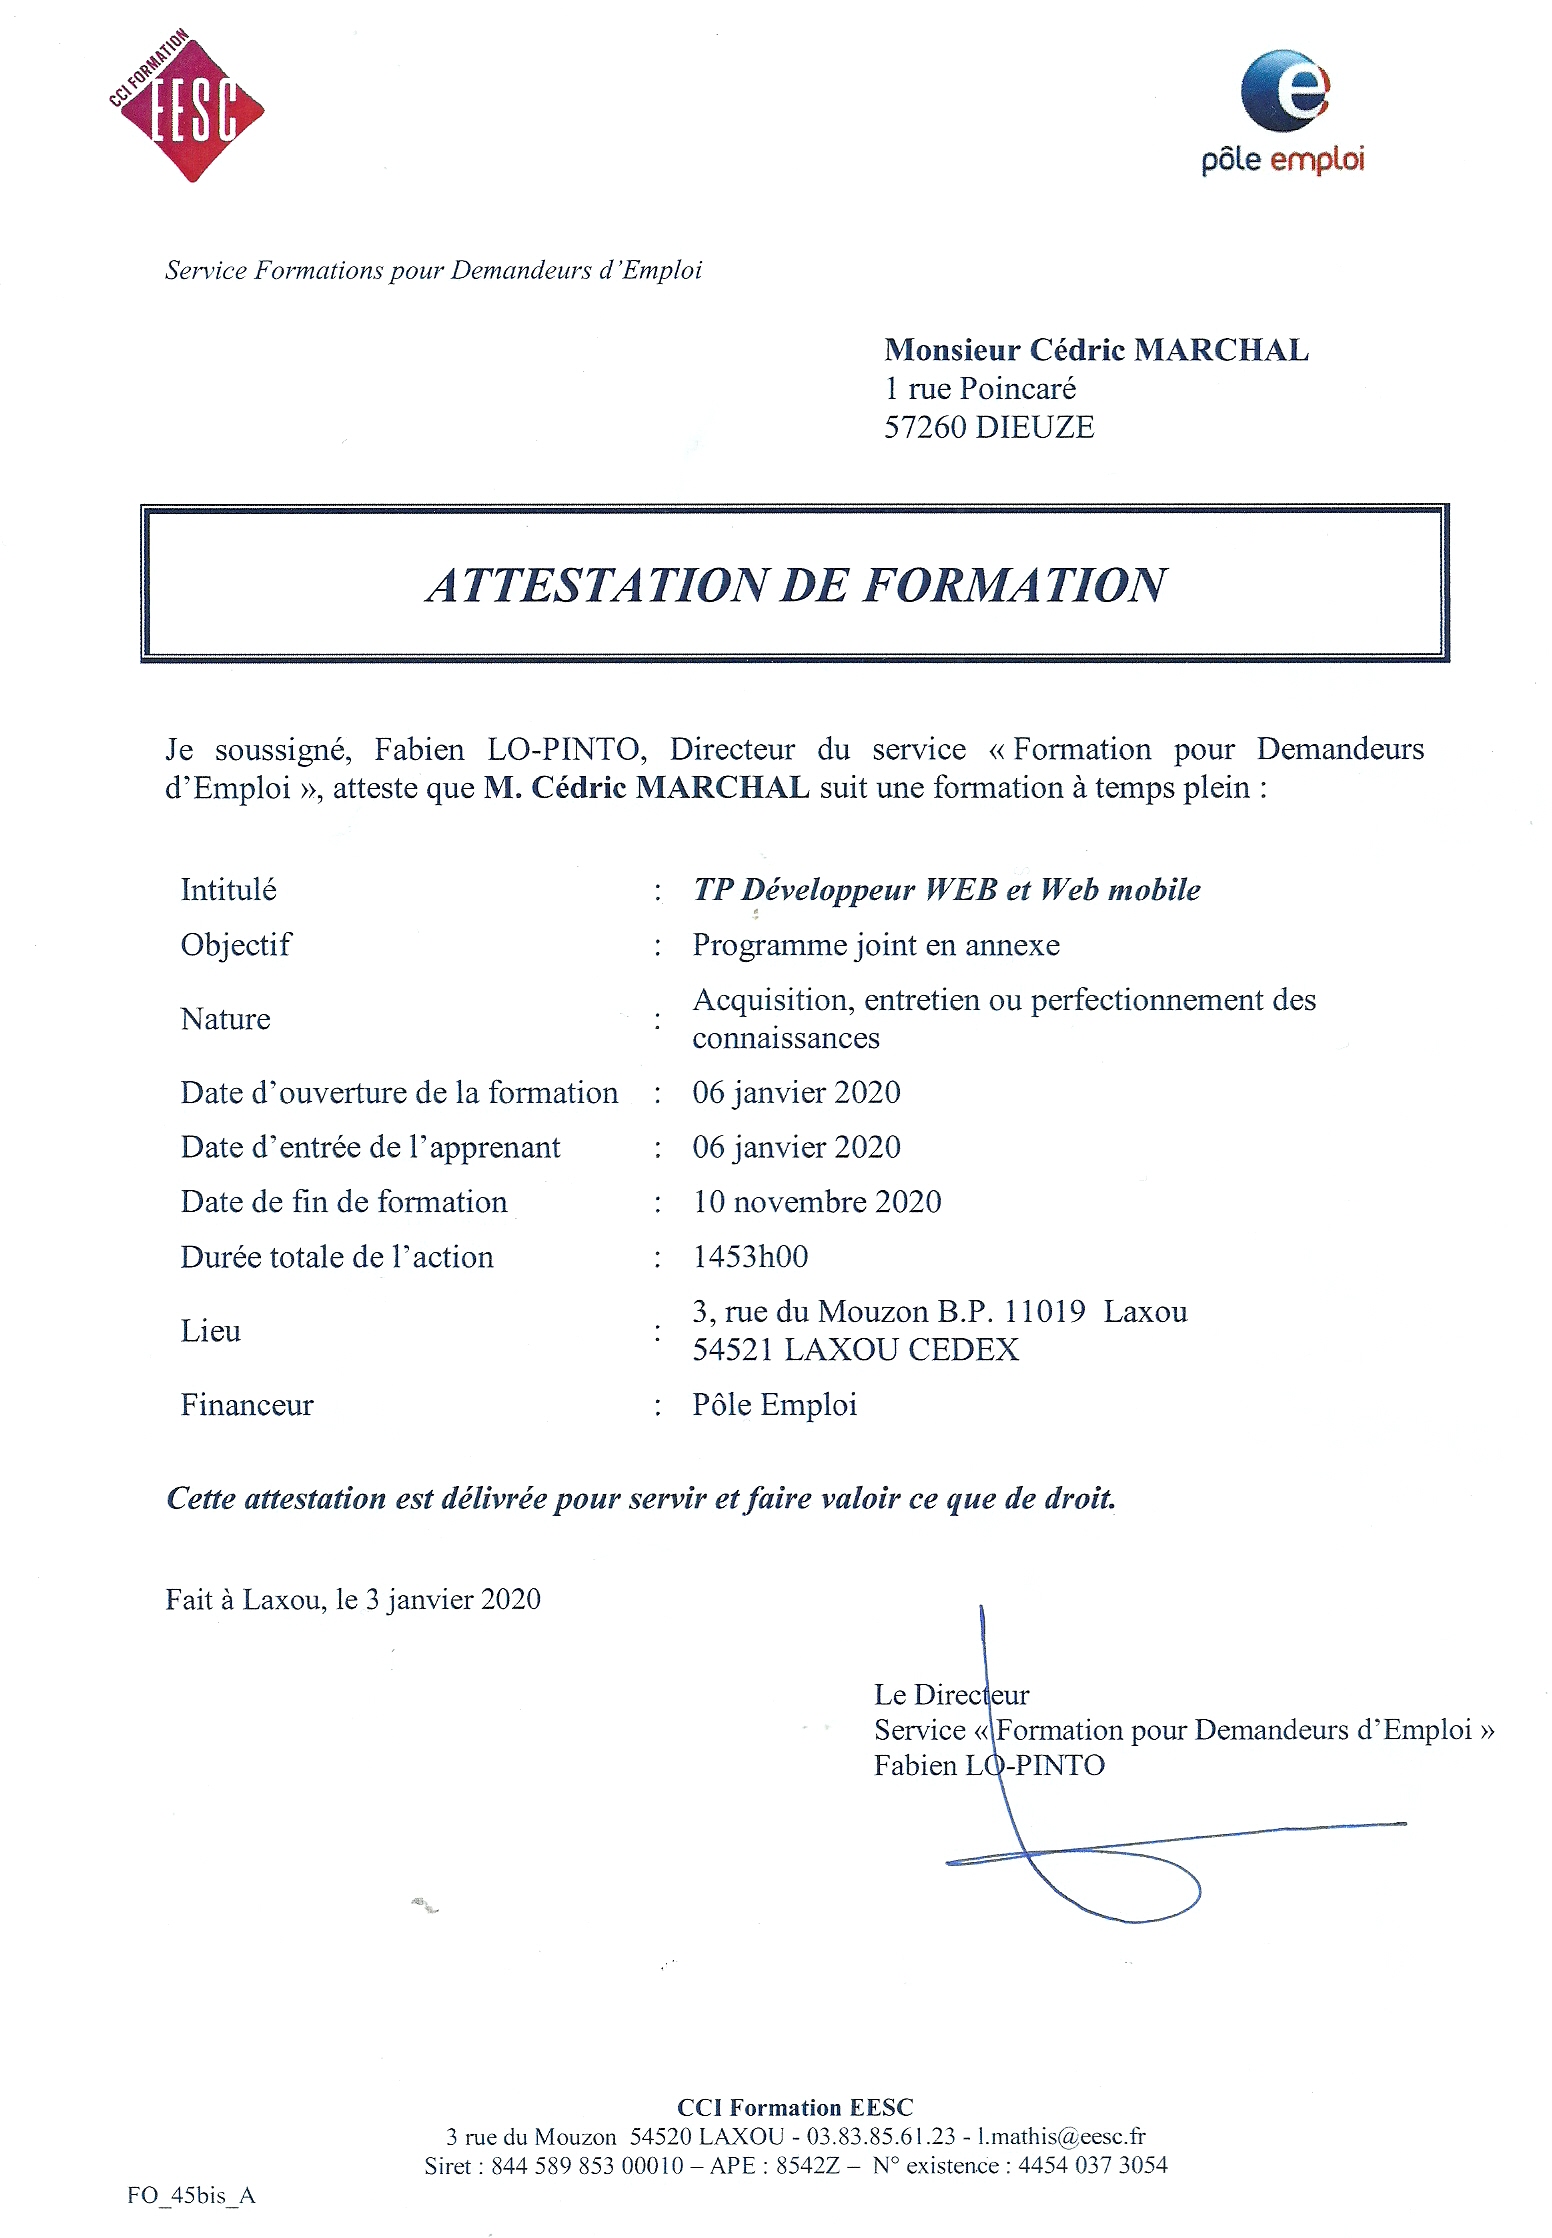 CCI FORMATION
EESC
pôle emploi
Service Formations pour Demandeurs d’Emploi
Monsieur Cédric MARCHAL
1 rue Poincaré
57260 DIEUZE
ATTESTATION DE FORMATION
Je soussigné, Fabien LO-PINTO, Directeur du service « Formation pour Demandeurs
d’Emploi », atteste que M. Cédric MARCHAL suit une formation à temps plein :
Intitulé : TP Développeur WEB et Web mobile
Objectif : Programme joint en annexe
Nature : Acquisition, entretien ou perfectionnement des
connaissances
Date d’ouverture de la formation : 06 janvier 2020
Date d’entrée de l’apprenant : 06 janvier 2020
Date de fin de formation : 10 novembre 2020
Durée totale de l’action : 1453h00
Lieu : 3, rue du Mouzon B.P. 11019 Laxou
54521 LAXOU CEDEX
Financeur : Pôle Emploi
Cette attestation est délivrée pour servir et faire valoir ce que de droit.
Fait à Laxou, le 3 janvier 2020
Le Directeur
Service « Formation pour Demandeurs d’Emploi »
Fabien LO-PINTO
CCI Formation EESC
3 rue du Mouzon 54520 LAXOU - 03.83.85.61.23 - l.mathis@eesc.fr
Siret : 844 589 853 00010 – APE : 8542Z – N° existence : 4454 037 3054
FO_45bis_A